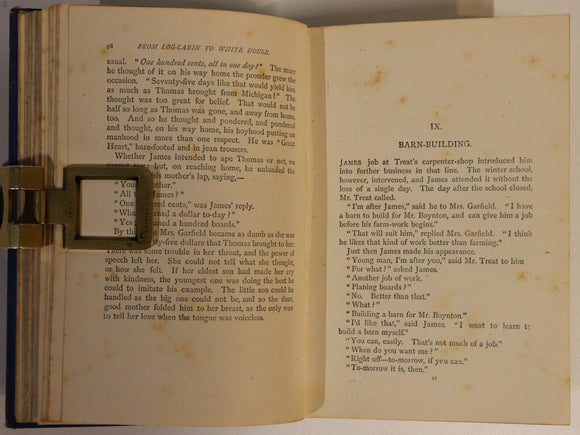 96 FROM LOG-CABIN TO WHITE HOUSE.
usual. "One hundred cents, all in one day!" The more
he thought of it on his way home the prouder grew the
occasion. "Seventy-five days like that would yield him
as much as Thomas brought from Michigan!" The
thought was too great for belief. That would not be
half so long as Thomas was gone, and away from home,
too. And so he thought and pondered, and pondered
and thought, on his way home, his boyhood putting on
manhood in more than one respect. He was "Great
Heart," bare-footed and in jean trousers.
Whether James intended to ape Thomas or not, we
but, on reaching home, he unloaded the
mother's lap, saying,—
"You
"All
"One cents," was James' reply.
"What a dollar to-day?"
"Yes; a hundred boards."
By this Mrs. Garfield became as dumb as she was
dollars that Thomas brought to her.
There was some trouble in her throat, and the power of
speech left her. She could not tell what she thought,
or how she felt. If her eldest son had made her cry
with kindness, the youngest one was doing the best he
could to imitate his example. The little son could be
handled as the big one could not be, and so the dear,
good mother folded him to her breast, as the only way
to tell her love when the tongue was voiceless.
IX.
BARN-BUILDING.
JAMES job at Treat's carpenter-shop introduced him
into further business in that line. The winter school,
however, intervened, and James attended it without the
loss of a single day. The day after the school closed,
Mr. Treat called.
"I'm after James," said he to Mrs. Garfield. "I have
a barn to build for Mr. Boynton, and can give him a job
before his farm-work begins."
"That will suit him," replied Mrs. Garfield. "I think
he likes that kind of work better than farming."
Just then James made his appearance.
"Young man, I'm after you," said Mr. Treat to him
"For what?" asked James.
"Another job of work.
"Planing boards?"
"No. Better than that."
"What?"
"Building a barn for Mr. Boynton."
"I'd like that," said James. "I want to learn to
build a barn myself."
"You can, easily. That's not much of a job."
"When do you want me?"
"Right off—to-morrow, if you can."
"To-morrow it is, then."